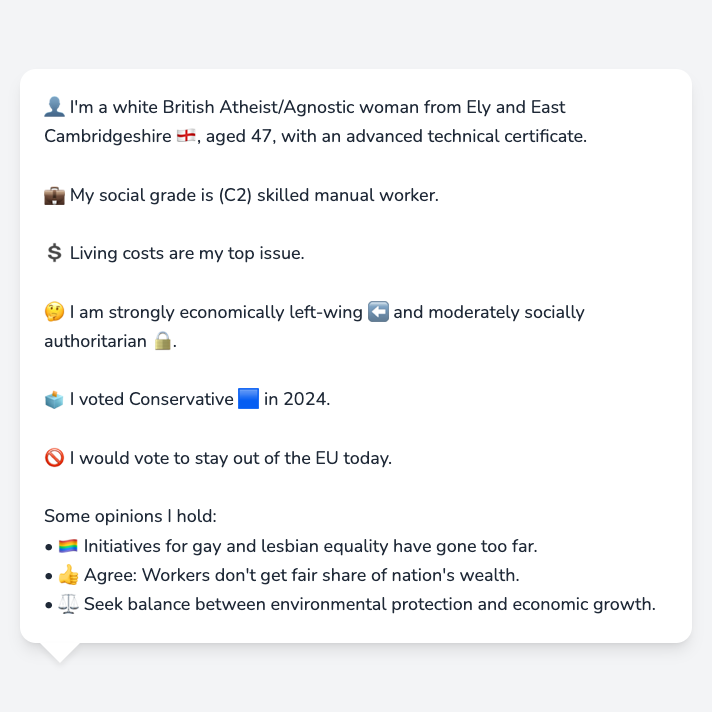 👤 I'm a white British Atheist/Agnostic woman from Ely and East
Cambridgeshire 🏴󠁧󠁢󠁥󠁮󠁧󠁿, aged 47, with an advanced technical certificate.
💼 My social grade is (C2) skilled manual worker.
💲 Living costs are my top issue.
🤔 I am strongly economically left-wing ⬅️ and moderately socially
authoritarian 🔒.
🗳️ I voted Conservative 🟦 in 2024.
🚫 I would vote to stay out of the EU today.
Some opinions I hold:
• 🏳️‍🌈 Initiatives for gay and lesbian equality have gone too far.
• 👍 Agree: Workers don't get fair share of nation's wealth.
• ⚖️ Seek balance between environmental protection and economic growth.